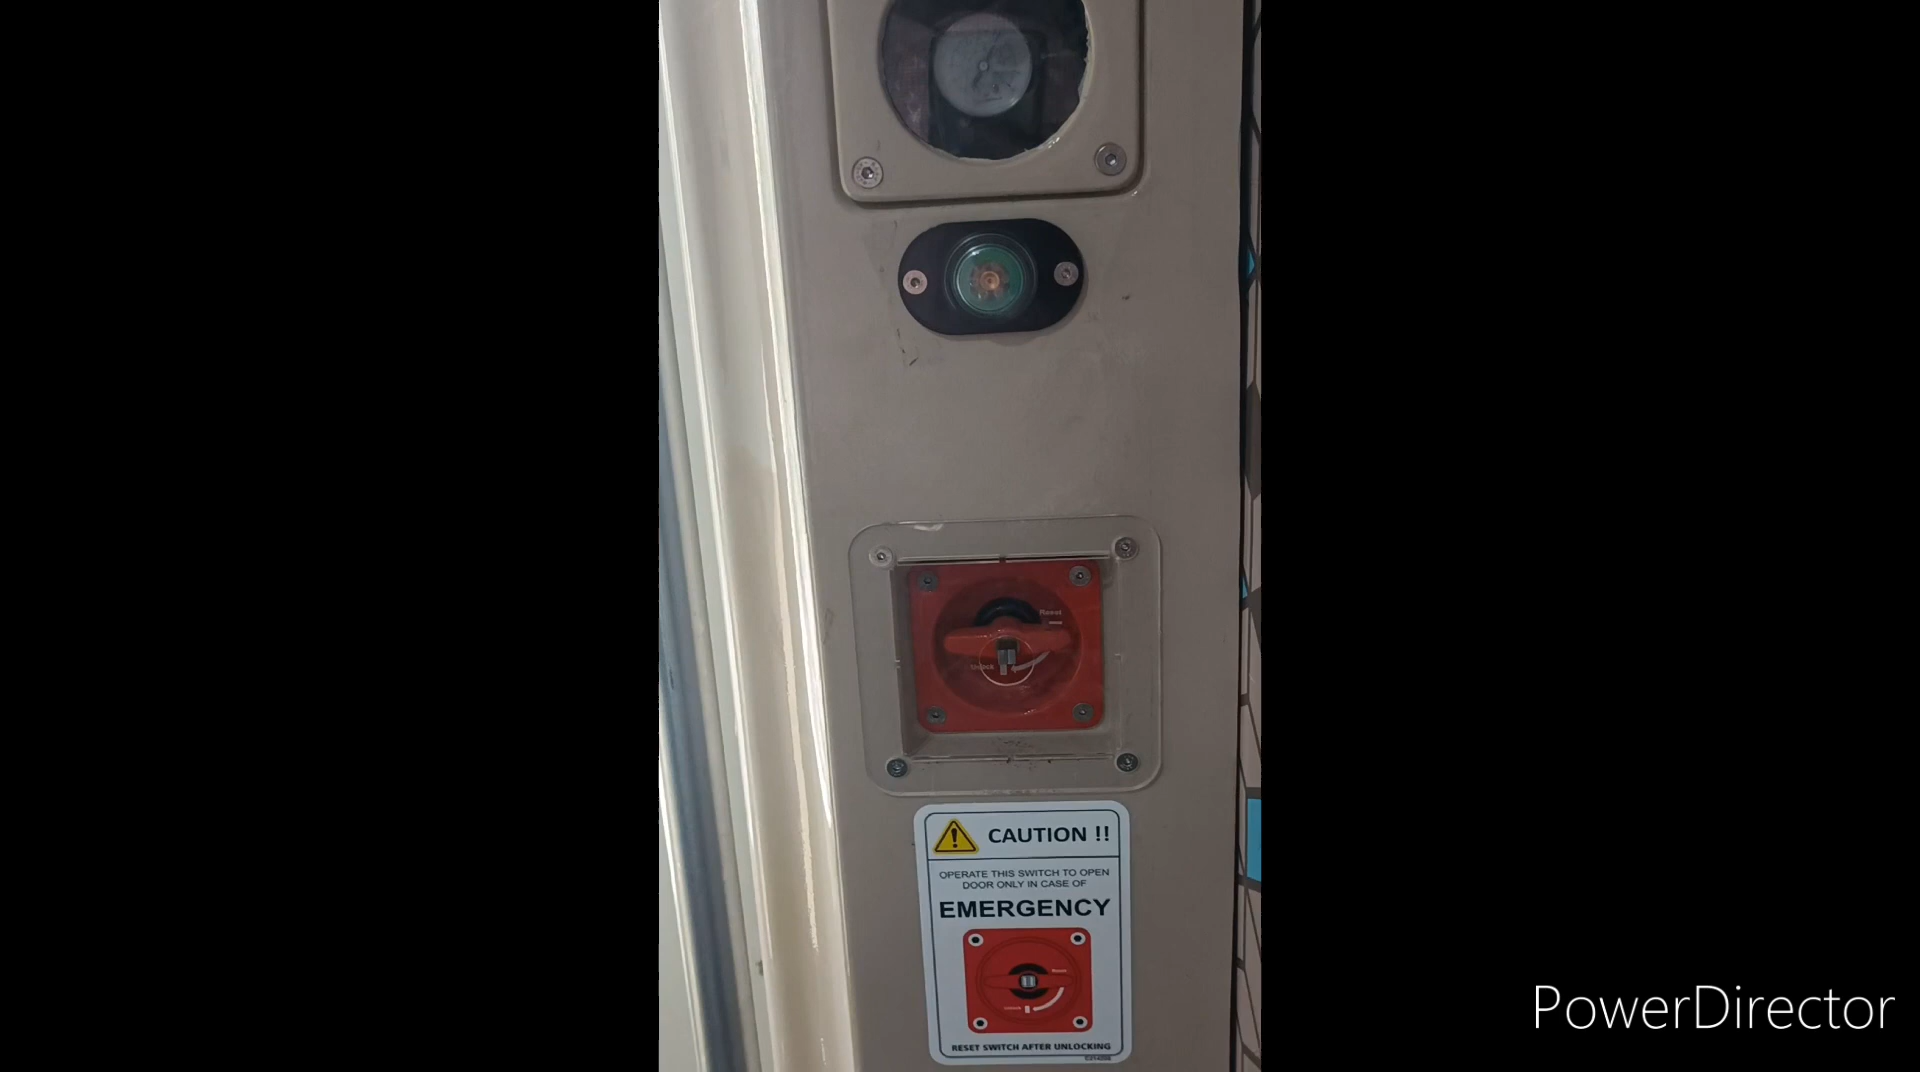 Reset
Unlock
CAUTION !!
OPERATE THIS SWITCH TO OPEN
DOOR ONLY IN CASE OF
EMERGENCY
Reset
RESET SWITCH AFTER UNLOCKING
PowerDirector